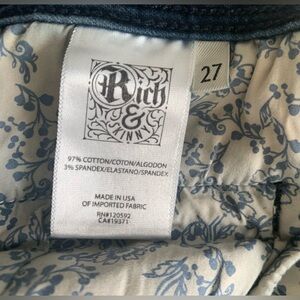 Rich
&
SKINNY
27
97% COTTON/COTON/ALGODON
3% SPANDEX/ELASTANO/SPANDEX
MADE IN USA
OF IMPORTED FABRIC
RN#120592
CA#19371